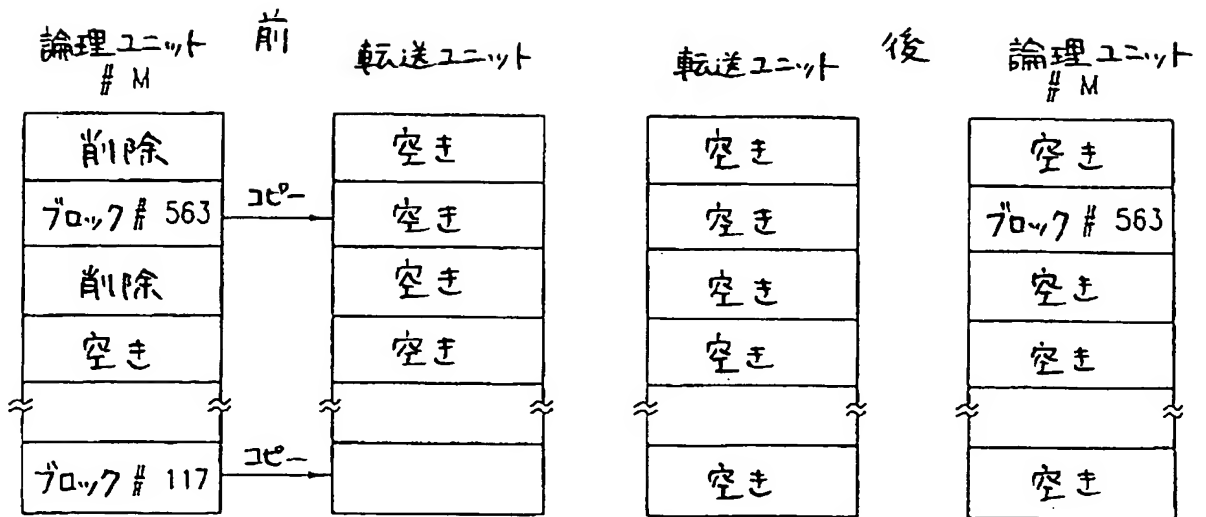 前
後
論理ユニット
# M
転送ユニット
転送ユニット
論理ユニット
# M
削除
ブロック # 563
削除
空き
ブロック # 117
コピー
コピー
空き
空き
空き
空き
空き
空き
空き
空き
空き
空き
ブロック # 563
空き
空き
空き